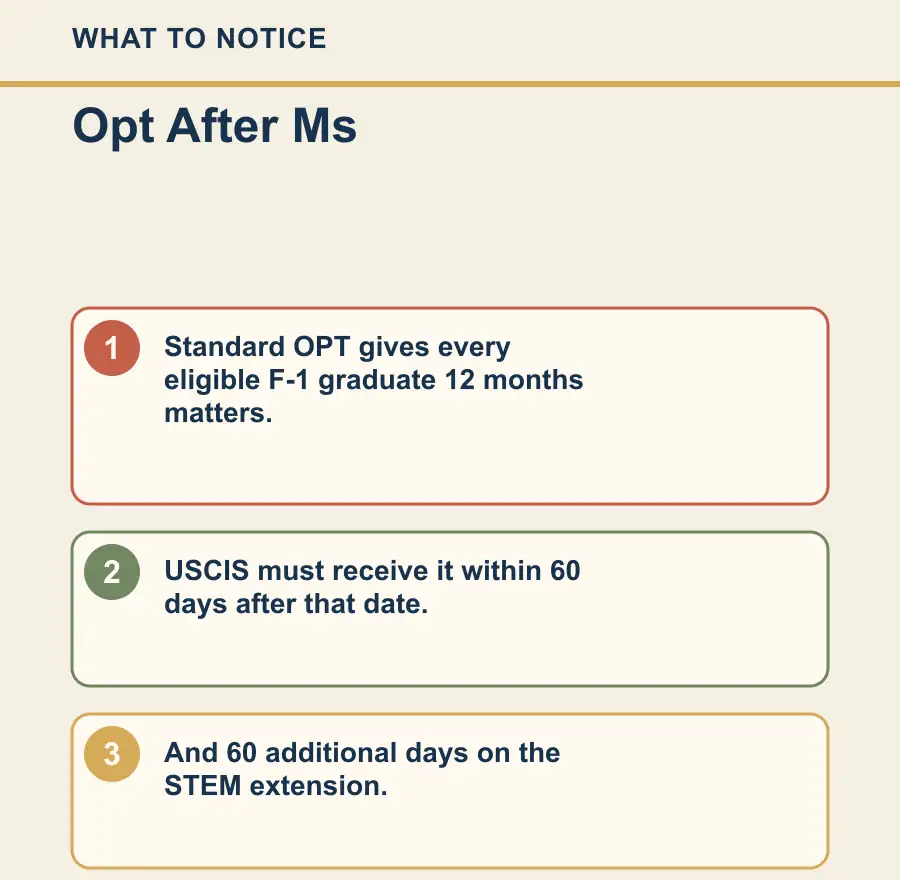 WHAT TO NOTICE
Opt After Ms
1
Standard OPT gives every
eligible F-1 graduate 12 months
matters.
2
USCIS must receive it within 60
days after that date.
3
And 60 additional days on the
STEM extension.